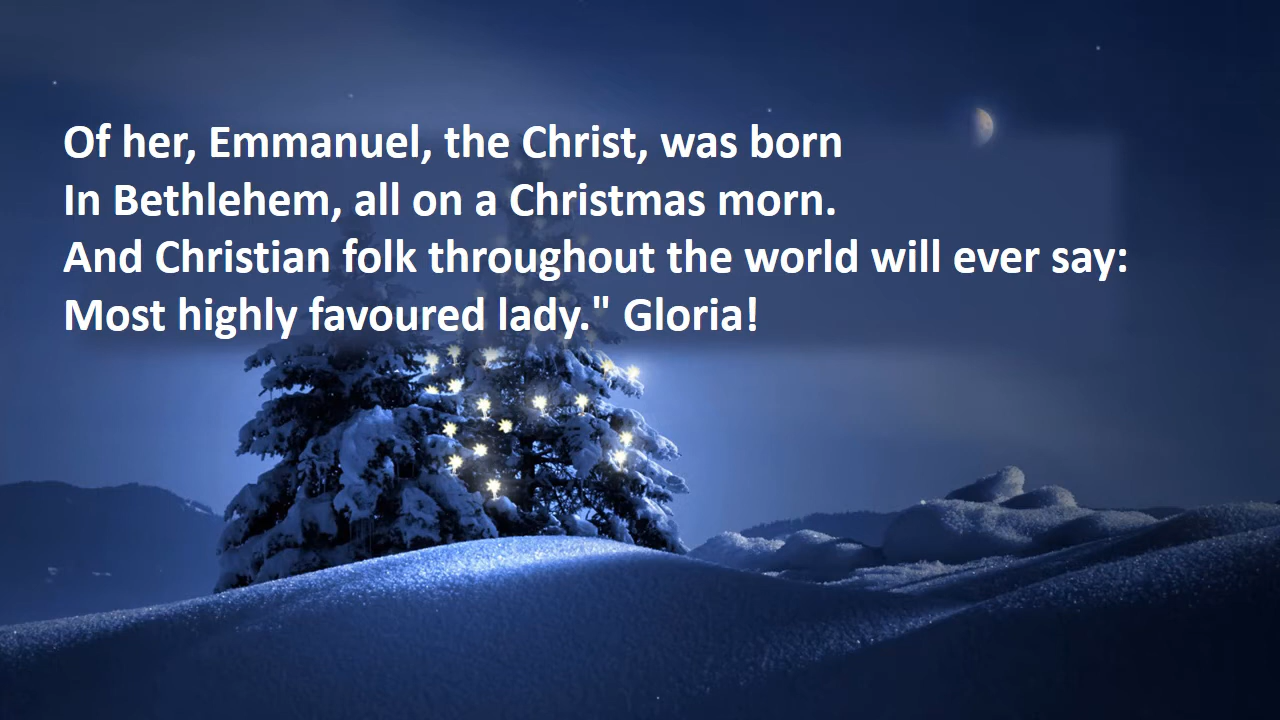 Of her, Emmanuel, the Christ, was born
In Bethlehem, all on a Christmas morn.
And Christian folk throughout the world will ever say:
Most highly favoured lady." Gloria!